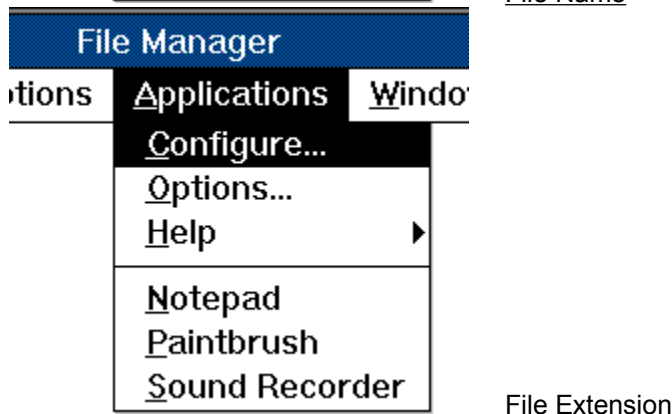 File Name
File Manager
tions Applications Windo
Configure...
Options...
Help
Notepad
Paintbrush
Sound Recorder
File Extension